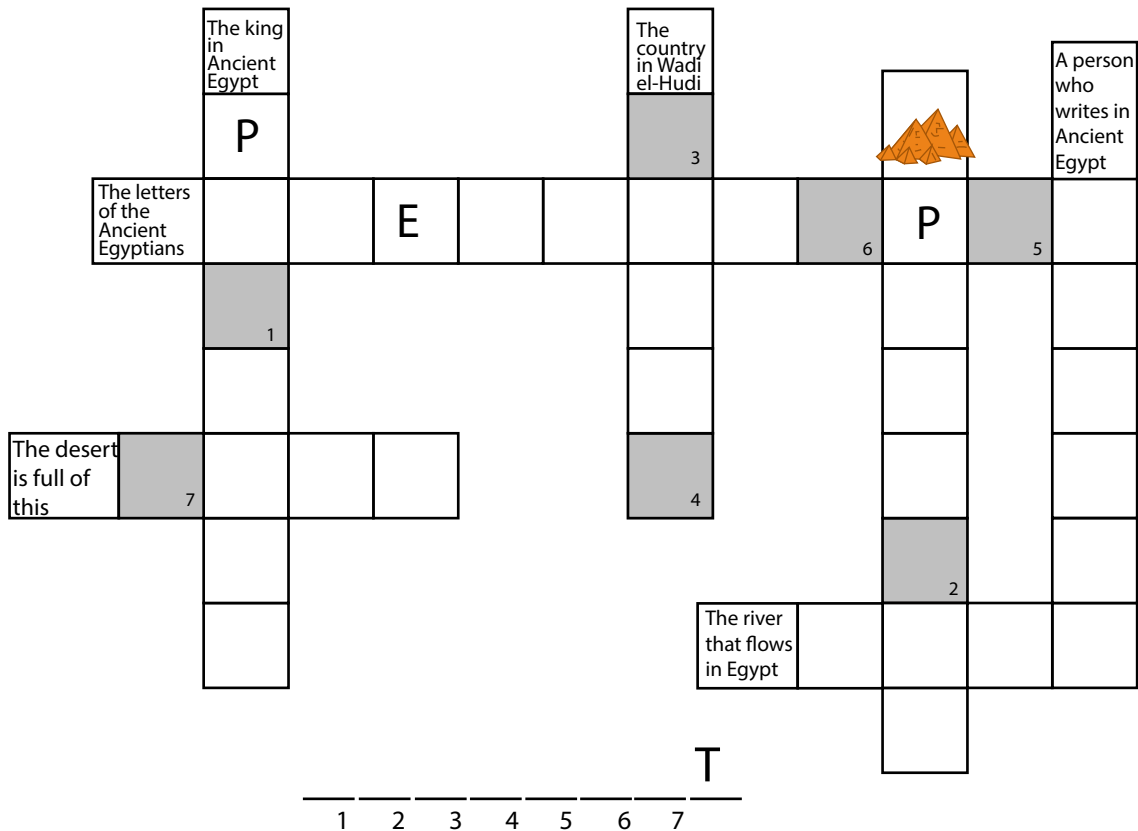 The king
in
Ancient
Egypt
The
country
in Wadi
el-Hudi
A person
who
writes in
Ancient
Egypt
P
3
The letters
of the
Ancient
Egyptians
E
6
P
5
1
The desert
is full of
this
7
4
2
The river
that flows
in Egypt
T
1 2 3 4 5 6 7